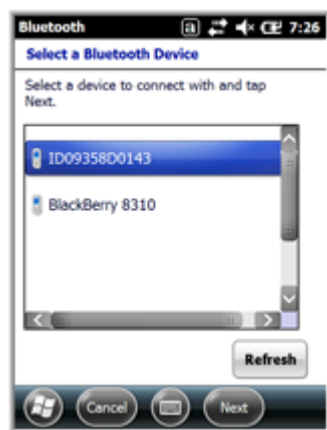 Bluetooth a 7:26
Select a Bluetooth Device
Select a device to connect with and tap
Next.
ID09358D0143
BlackBerry 8310
Refresh
Cancel Next